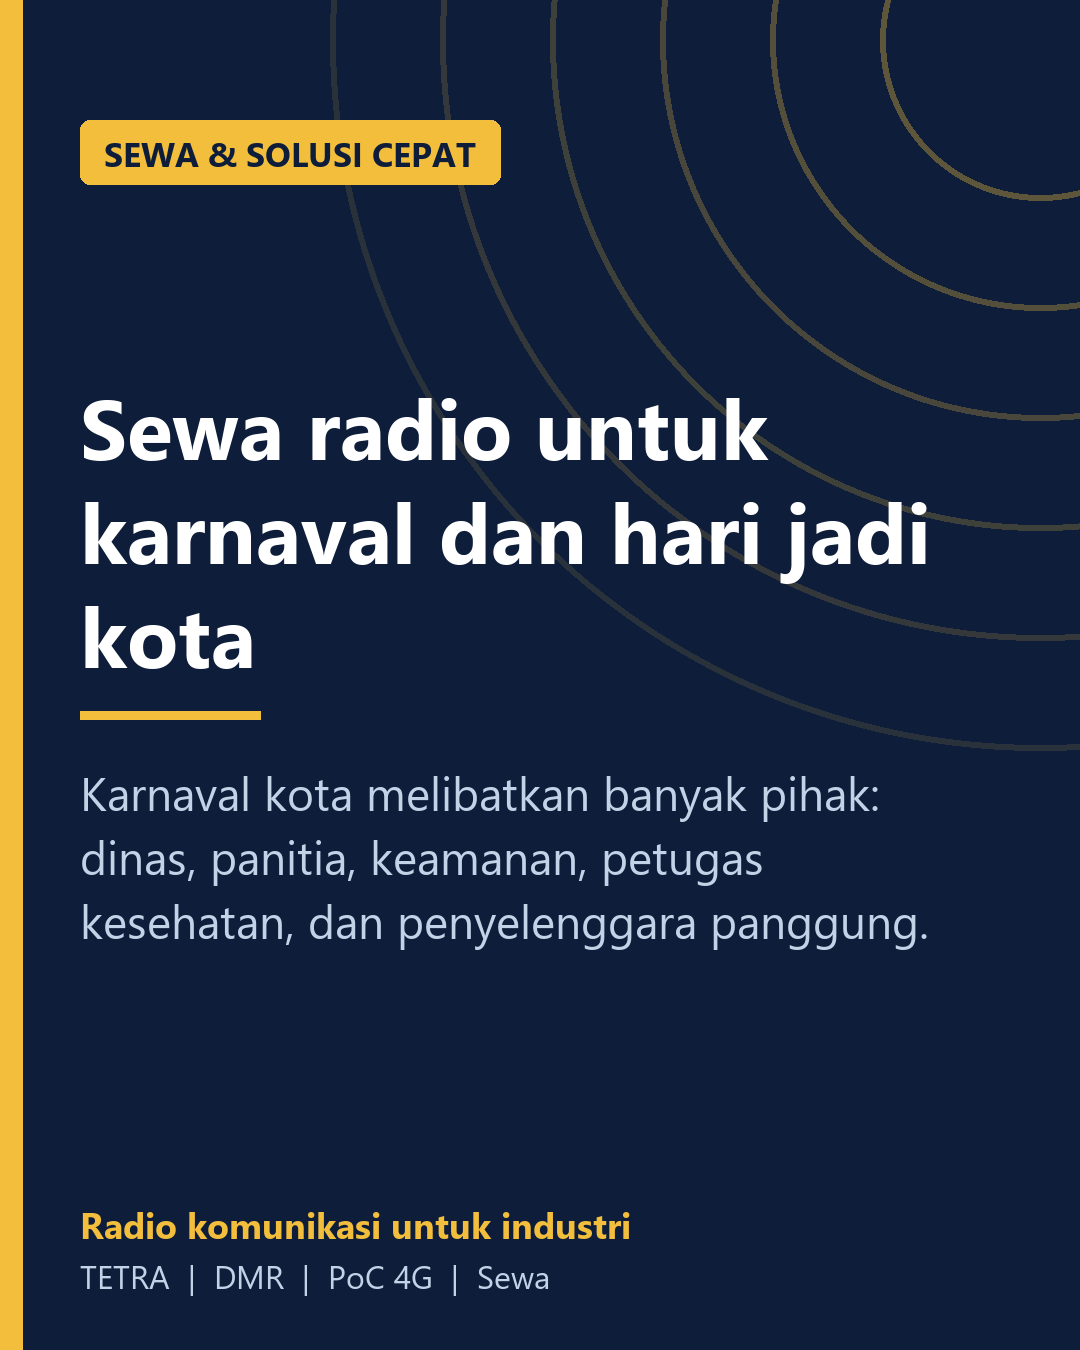 SEWA & SOLUSI CEPAT
Sewa radio untuk
karnaval dan hari jadi
kota
Karnaval kota melibatkan banyak pihak:
dinas, panitia, keamanan, petugas
kesehatan, dan penyelenggara panggung.
Radio komunikasi untuk industri
TETRA | DMR | PoC 4G | Sewa